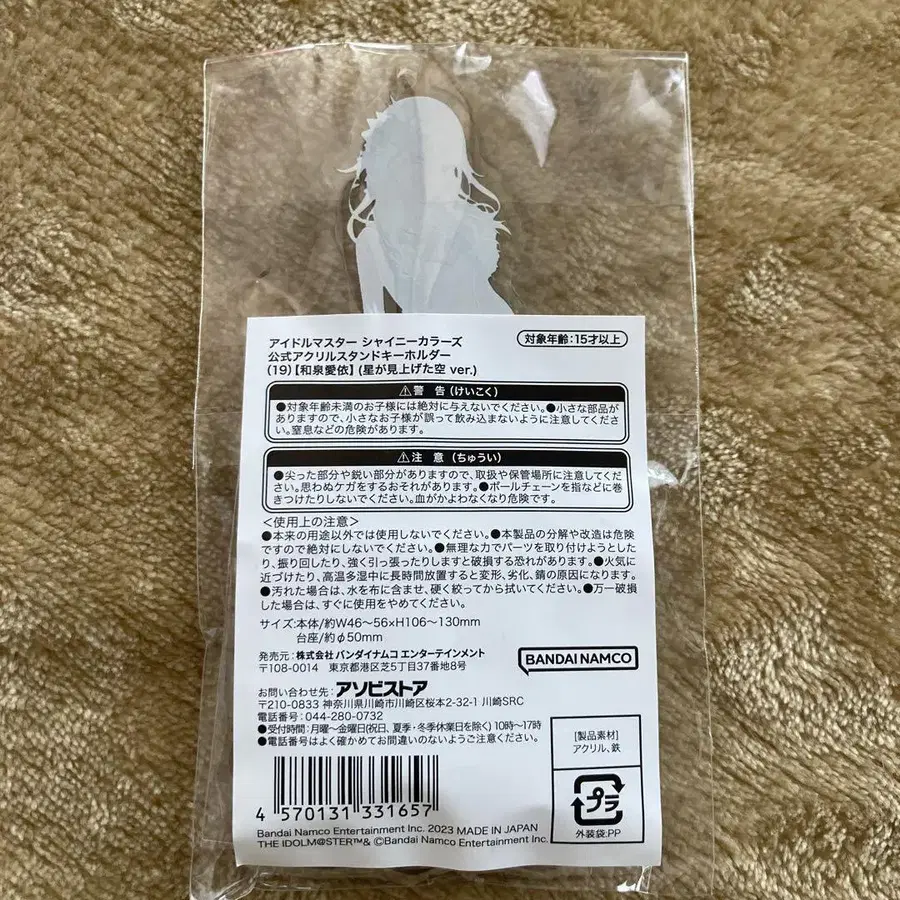 アイドルマスター シャイニーカラーズ
公式アクリルスタンドキーホルダー
(19)【和泉愛依】(星が見上げた空 ver.)
対象年齢:15才以上
⚠警 告(けいこく)
●対象年齢未満のお子様には絶対に与えないでください。●小さな部品が
ありますので、小さなお子様が誤って飲み込まないように注意してくだ
さい。窒息などの危険があります。
⚠注 意(ちゅうい)
●尖った部分や鋭い部分がありますので、取扱や保管場所に注意してくだ
さい。思わぬケガをするおそれがあります。●ボールチェーンを指などに巻
きつけたりしないでください。血がかよわなくなり危険です。
＜使用上の注意＞
●本来の用途以外では使用しないでください。●本製品の分解や改造は危険
ですので絶対にしないでください。●無理な力でパーツを取り付けようとした
り、振り回したり、強く引っ張ったりしますと破損する恐れがあります。●火気に
近づけたり、高温多湿中に長時間放置すると変形、劣化、錆の原因になります。
●汚れた場合は、水を布に含ませ、硬く絞ってから拭いてください。●万一破損
した場合は、すぐに使用をやめてください。
サイズ:本体/約W46～56×H106～130mm
台座/約φ50mm
発売元:株式会社 バンダイナムコ エンターテインメント
〒108-0014 東京都港区芝5丁目37番地8号
BANDAI NAMCO
お問い合わせ先:アソビストア
〒210-0833 神奈川県川崎市川崎区桜本2-32-1 川崎SRC
電話番号:044-280-0732
●受付時間:月曜～金曜日(祝日、夏季・冬季休業日を除く) 10時～17時
●電話番号はよく確かめてお間違いのないようご注意ください。
[製品素材]
アクリル、鉄
プラ
外装袋:PP
4 570131 331657
Bandai Namco Entertainment Inc. 2023 MADE IN JAPAN
THE IDOLM@STER™& ©Bandai Namco Entertainment Inc.